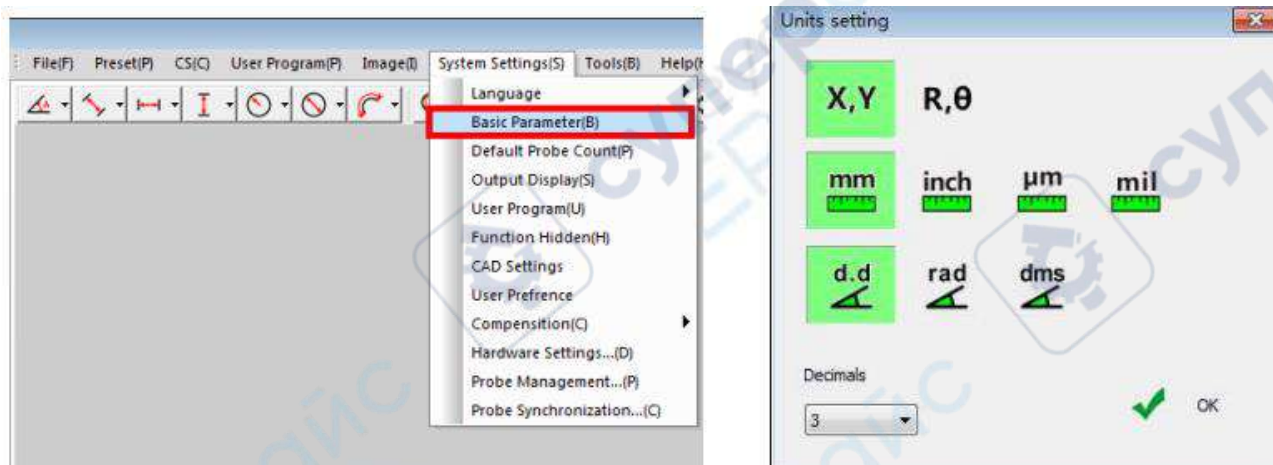 File(F) Preset(P) CS(C) User Program(P) Image(I) System Settings(S) Tools(B)
Language
Basic Parameter(B)
Default Probe Count(P)
Output Display(S)
User Program(U)
Function Hidden(H)
CAD Settings
User Prefrence
Compensition(C)
Hardware Settings...(D)
Probe Management...(P)
Probe Synchronization...(C)
Units setting
X,Y R,θ
mm inch µm mil
d.d rad dms
Decimals
3
OK